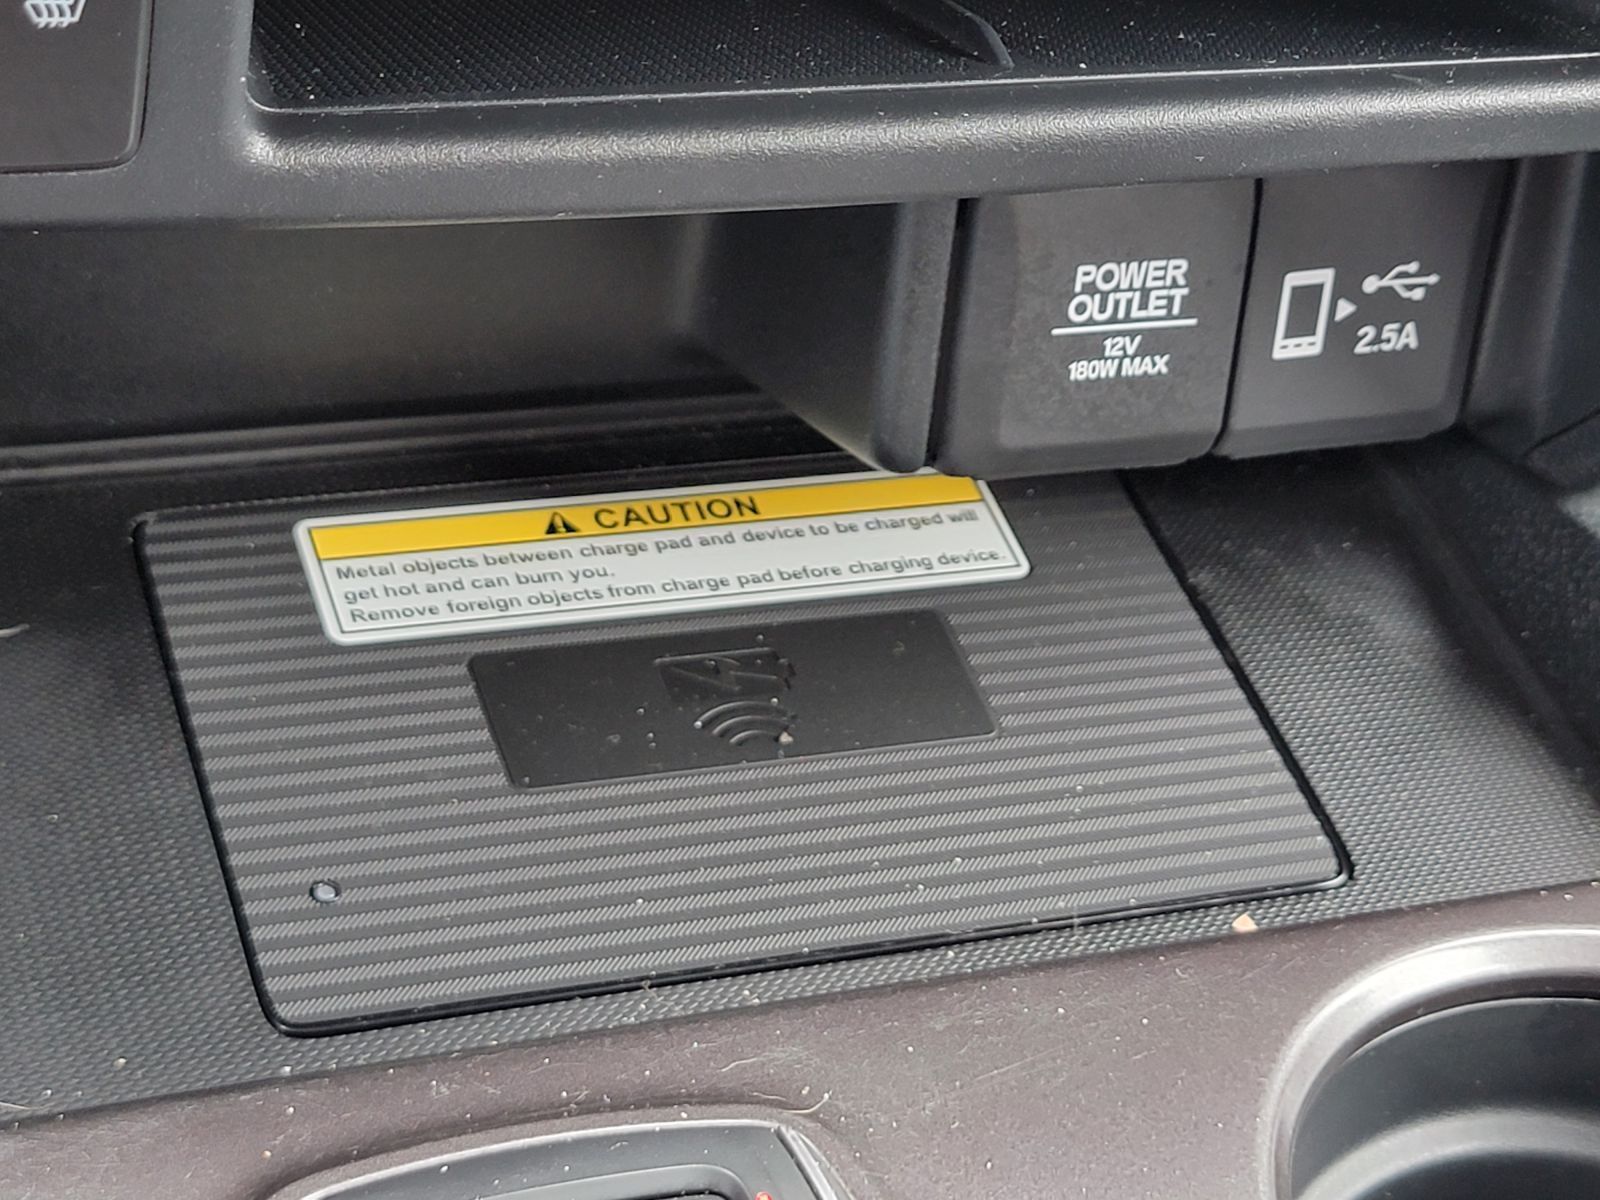 POWER
OUTLET
12V
180W MAX
2.5A
CAUTION
Metal objects between charge pad and device to be charged will
get hot and can burn you.
Remove foreign objects from charge pad before charging device.